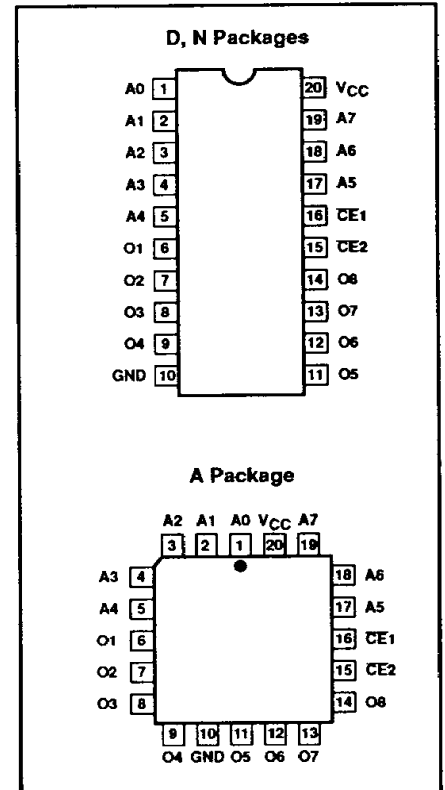 D, N Packages
A0 1 20 VCC
A1 2 19 A7
A2 3 18 A6
A3 4 17 A5
A4 5 16 C̅E̅1
O1 6 15 C̅E̅2
O2 7 14 O8
O3 8 13 O7
O4 9 12 O6
GND 10 11 O5
A Package
A2 A1 A0 VCC A7
3 2 1 20 19
A3 4 18 A6
A4 5 17 A5
O1 6 16 C̅E̅1
O2 7 15 C̅E̅2
O3 8 14 O8
9 10 11 12 13
O4 GND O5 O6 O7